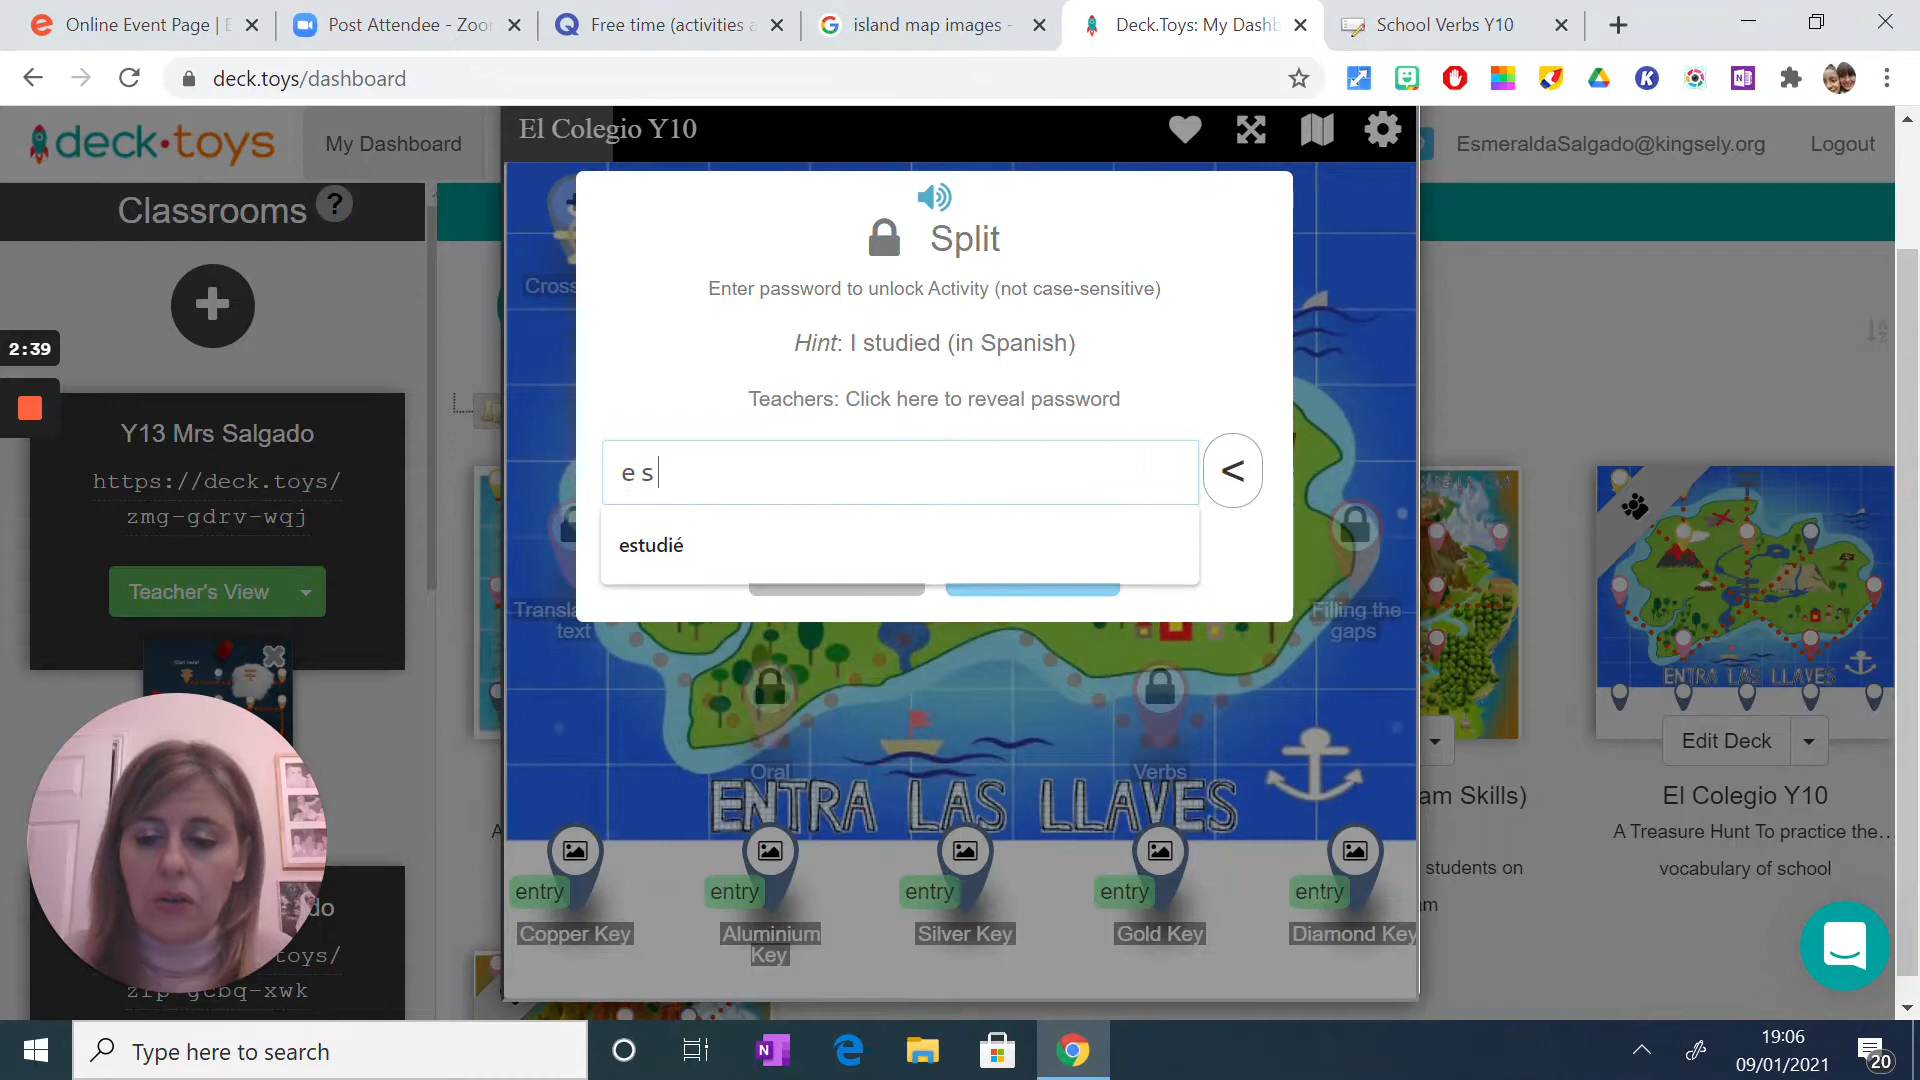 Online Event Page | E
Post Attendee - Zoom
Free time (activities a
island map images -
Deck.Toys: My Dashb
School Verbs Y10
deck.toys/dashboard
deck•toys
My Dashboard
El Colegio Y10
EsmeraldaSalgado@kingsely.org
Logout
Classrooms ?
Split
Enter password to unlock Activity (not case-sensitive)
Hint: I studied (in Spanish)
Teachers: Click here to reveal password
e s
<
estudié
2:39
Y13 Mrs Salgado
https://deck.toys/
zmg-gdrv-wqj
Teacher's View
Cross
Transla
text
Filling the
gaps
Oral
Verbs
ENTRA LAS LLAVES
entry
entry
entry
entry
entry
Copper Key
Aluminium
Key
Silver Key
Gold Key
Diamond Key
ENTRA LAS LLAVES
Edit Deck
am Skills)
El Colegio Y10
A Treasure Hunt To practice the...
vocabulary of school
students on
m
do
toys/
zfp-gcbq-xwk
Type here to search
19:06
09/01/2021
20